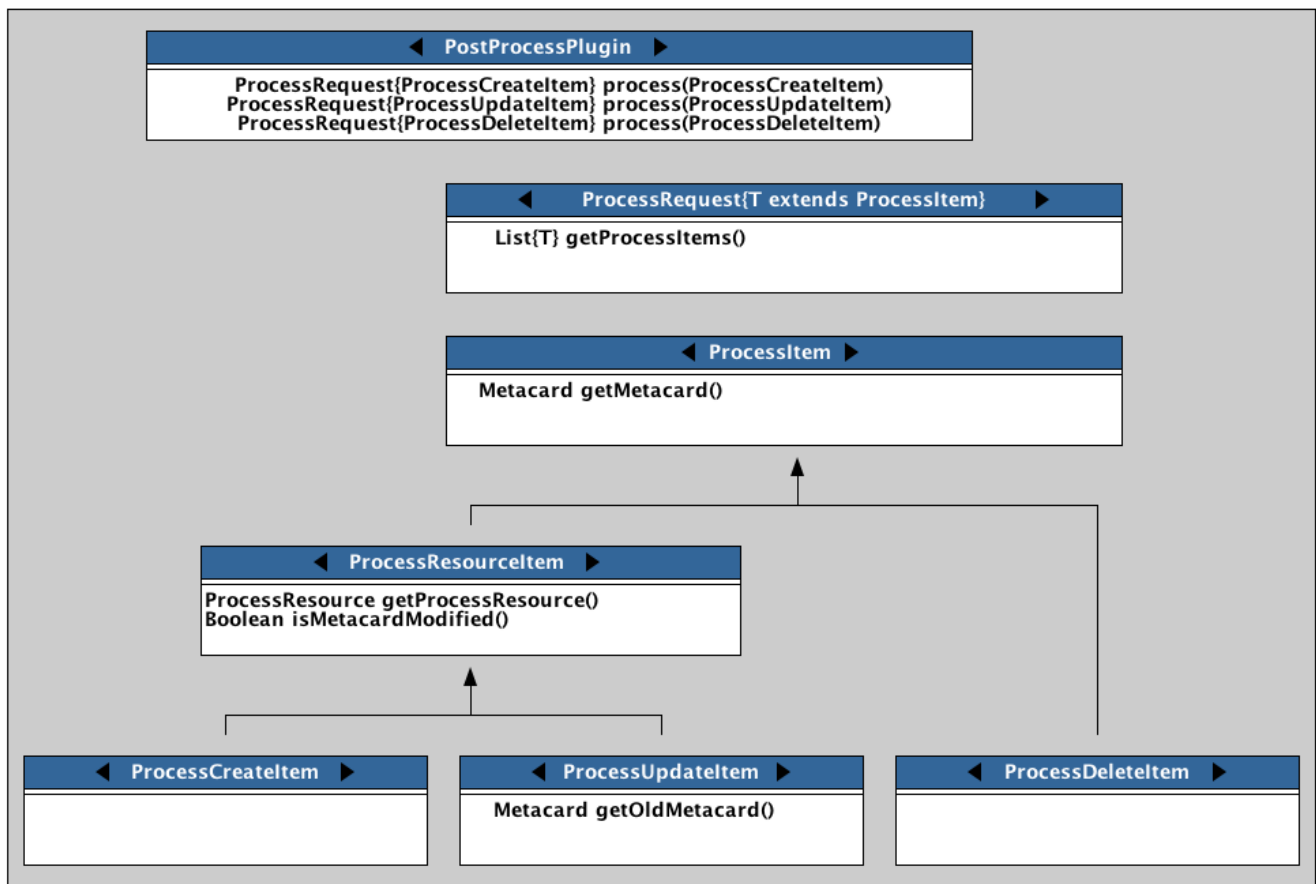 PostProcessPlugin
ProcessRequest{ProcessCreateItem} process(ProcessCreateItem)
ProcessRequest{ProcessUpdateItem} process(ProcessUpdateItem)
ProcessRequest{ProcessDeleteItem} process(ProcessDeleteItem)
ProcessRequest{T extends ProcessItem}
List{T} getProcessItems()
ProcessItem
Metacard getMetacard()
ProcessResourceItem
ProcessResource getProcessResource()
Boolean isMetacardModified()
ProcessCreateItem
ProcessUpdateItem
Metacard getOldMetacard()
ProcessDeleteItem